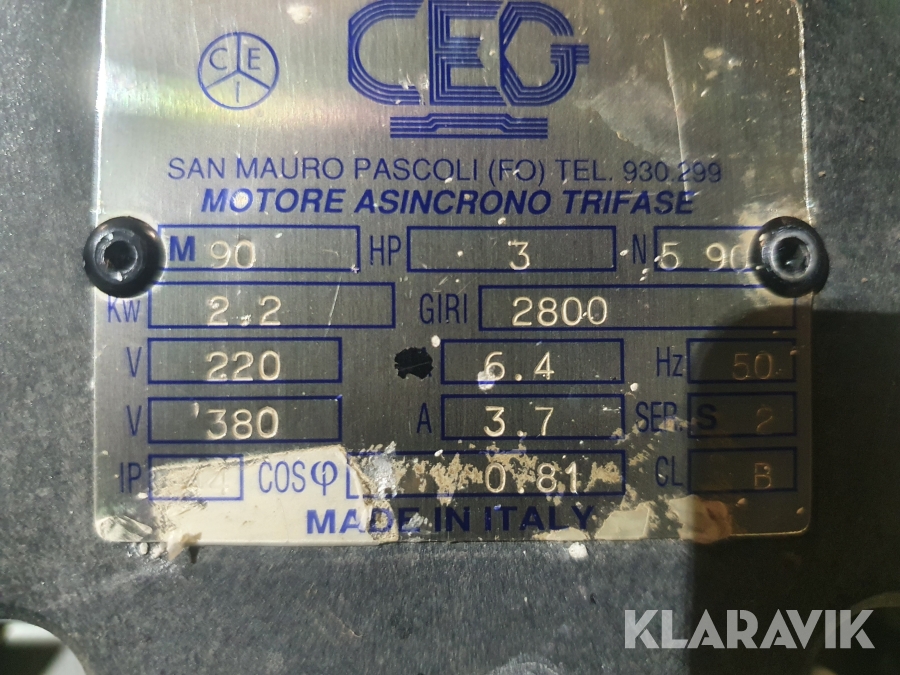 CEI
CEG
SAN MAURO PASCOLI (FO) TEL. 930.299
MOTORE ASINCRONO TRIFASE
M 90 HP 3 N 5 90
KW 2.2 GIRI 2800
V 220 6.4 Hz 50
V 380 A 3.7 SER. S 2
IP COSφ 0.81 CL B
MADE IN ITALY
KLARAVIK